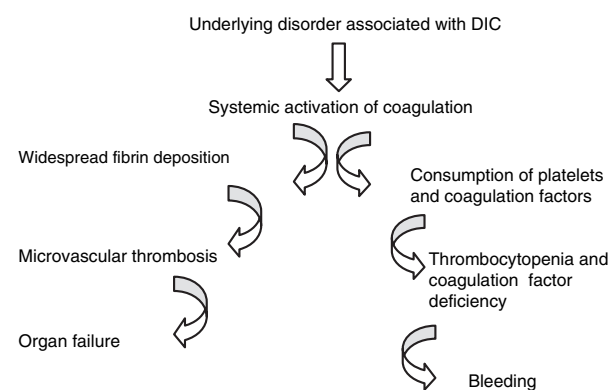 Underlying disorder associated with DIC
Systemic activation of coagulation
Widespread fibrin deposition
Consumption of platelets
and coagulation factors
Microvascular thrombosis
Thrombocytopenia and
coagulation factor
deficiency
Organ failure
Bleeding